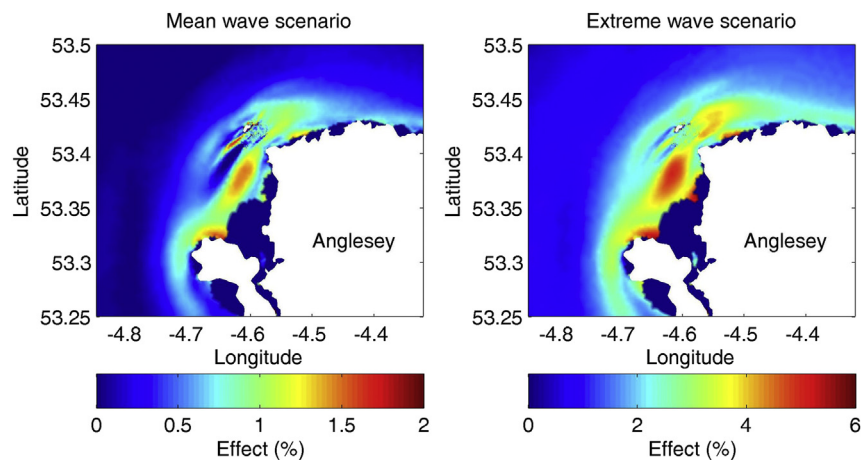 Mean wave scenario
53.5
53.45
53.4
53.35
53.3
53.25
Latitude
Anglesey
-4.8 -4.7 -4.6 -4.5 -4.4
Longitude
0 0.5 1 1.5 2
Effect (%)
Extreme wave scenario
53.5
53.45
53.4
53.35
53.3
53.25
Latitude
Anglesey
-4.8 -4.7 -4.6 -4.5 -4.4
Longitude
0 2 4 6
Effect (%)